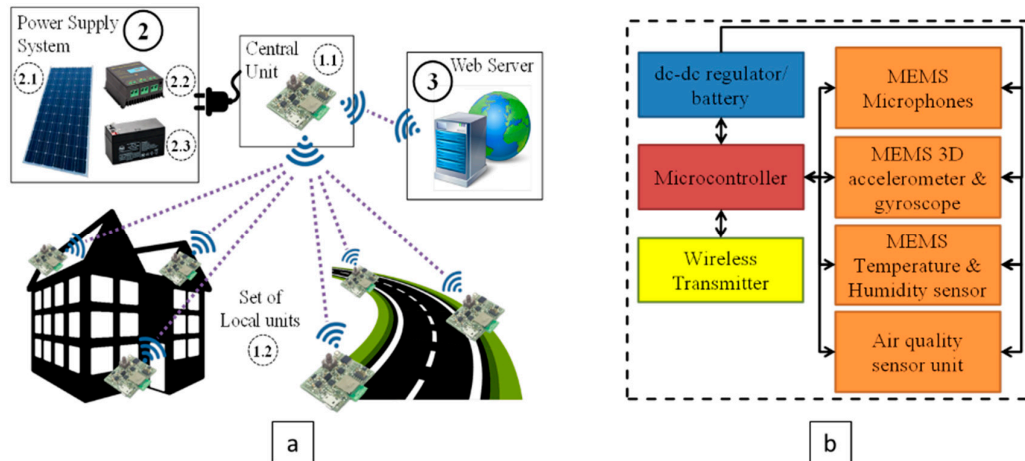 Power Supply
System
2
2.1
2.2
2.3
Central
Unit
1.1
3
Web Server
Set of
Local units
1.2
a
dc-dc regulator/
battery
Microcontroller
Wireless
Transmitter
MEMS
Microphones
MEMS 3D
accelerometer &
gyroscope
MEMS
Temperature &
Humidity sensor
Air quality
sensor unit
b